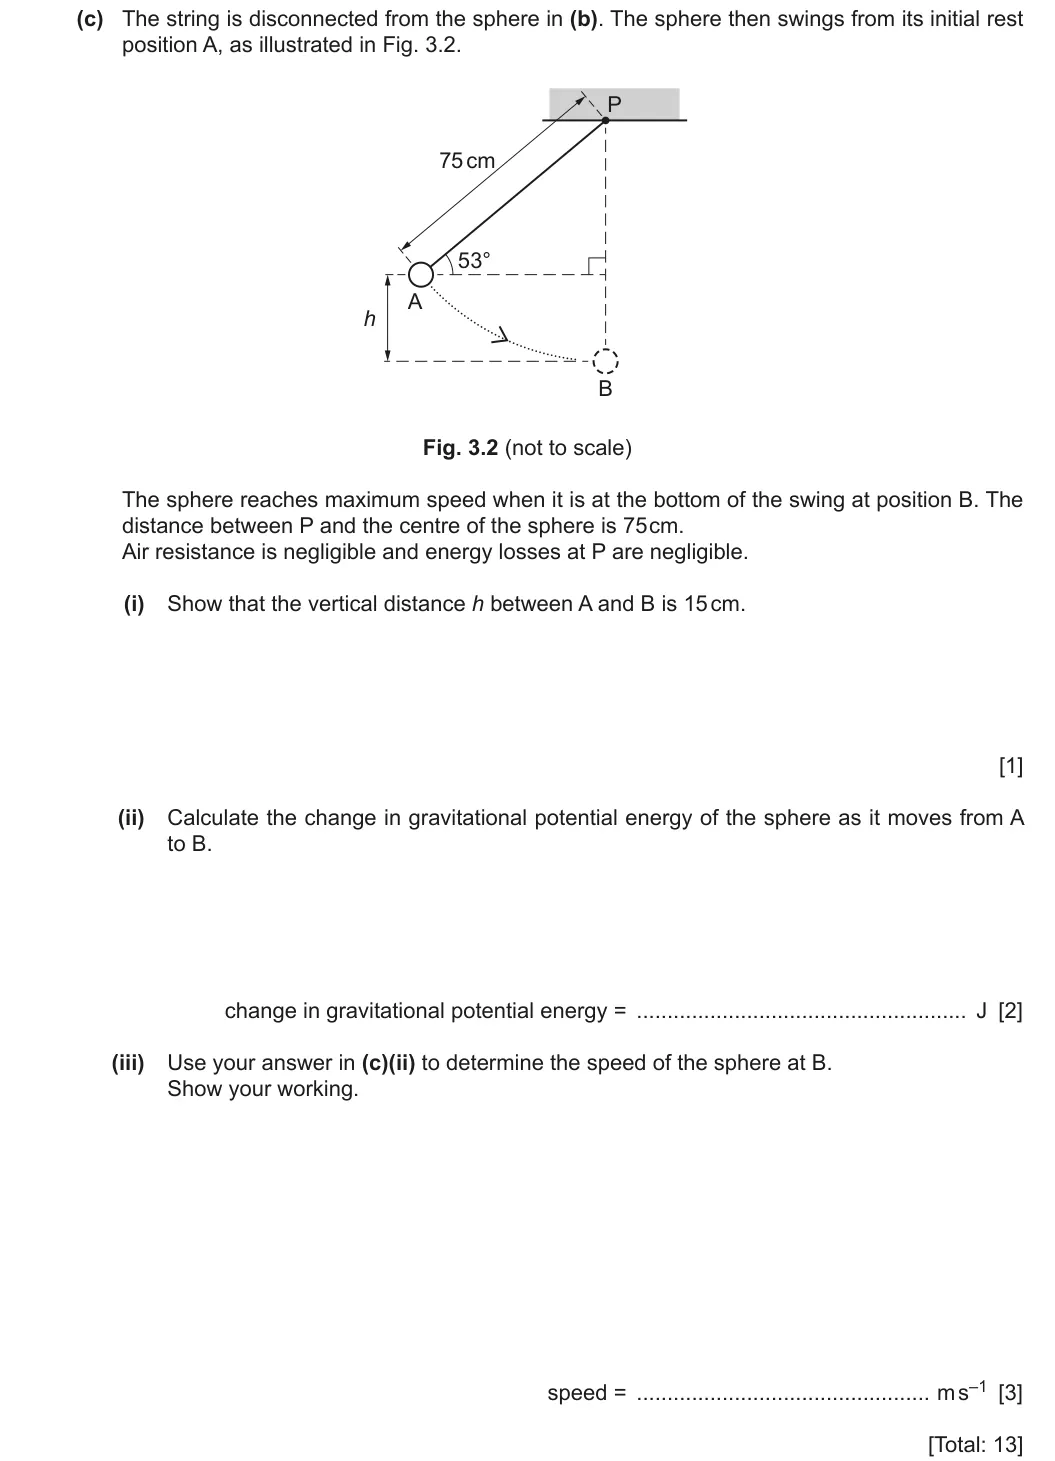 (c) The string is disconnected from the sphere in (b). The sphere then swings from its initial rest
position A, as illustrated in Fig. 3.2.
P
75 cm
53°
A
h
B
Fig. 3.2 (not to scale)
The sphere reaches maximum speed when it is at the bottom of the swing at position B. The
distance between P and the centre of the sphere is 75 cm.
Air resistance is negligible and energy losses at P are negligible.
(i) Show that the vertical distance h between A and B is 15 cm.
[1]
(ii) Calculate the change in gravitational potential energy of the sphere as it moves from A
to B.
change in gravitational potential energy = ...................................................... J [2]
(iii) Use your answer in (c)(ii) to determine the speed of the sphere at B.
Show your working.
speed = ................................................ m s⁻¹ [3]
[Total: 13]